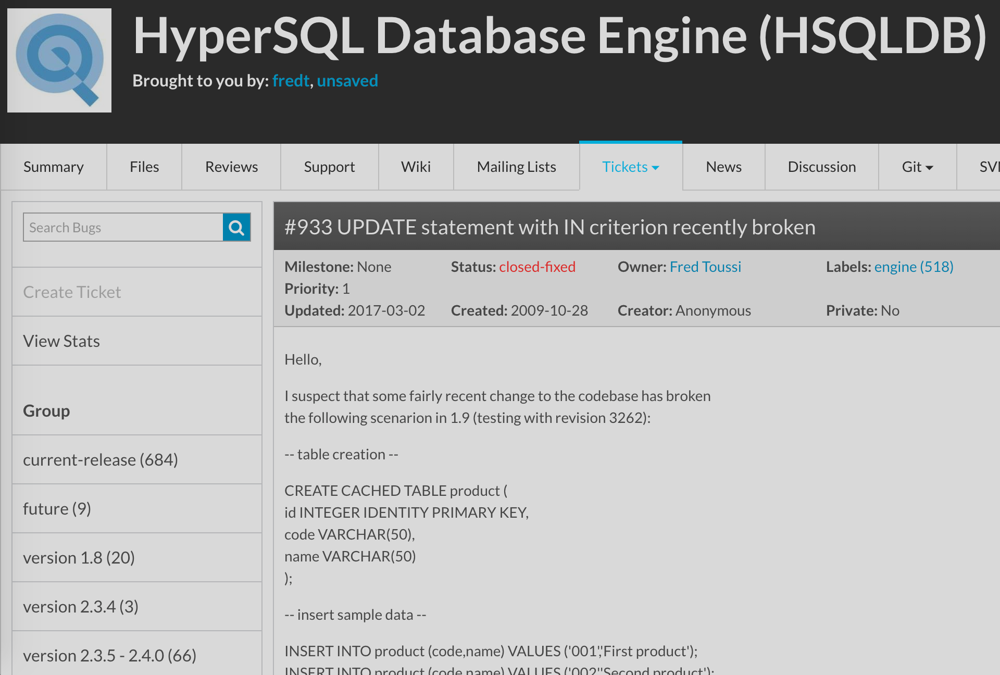 HyperSQL Database Engine (HSQLDB)
Brought to you by: fredt, unsaved
Summary
Files
Reviews
Support
Wiki
Mailing Lists
Tickets
News
Discussion
Git
Search Bugs
Create Ticket
View Stats
Group
current-release (684)
future (9)
version 1.8 (20)
version 2.3.4 (3)
version 2.3.5 - 2.4.0 (66)
#933 UPDATE statement with IN criterion recently broken
Milestone: None Status: closed-fixed Owner: Fred Toussi Labels: engine (518)
Priority: 1
Updated: 2017-03-02 Created: 2009-10-28 Creator: Anonymous Private: No
Hello,
I suspect that some fairly recent change to the codebase has broken
the following scenarion in 1.9 (testing with revision 3262):
-- table creation --
CREATE CACHED TABLE product (
id INTEGER IDENTITY PRIMARY KEY,
code VARCHAR(50),
name VARCHAR(50)
);
-- insert sample data --
INSERT INTO product (code,name) VALUES ('001','First product');
INSERT INTO product (code,name) VALUES ('002','Second product');